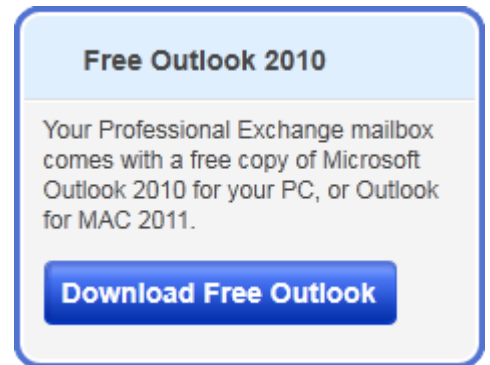 Free Outlook 2010
Your Professional Exchange mailbox
comes with a free copy of Microsoft
Outlook 2010 for your PC, or Outlook
for MAC 2011.
Download Free Outlook